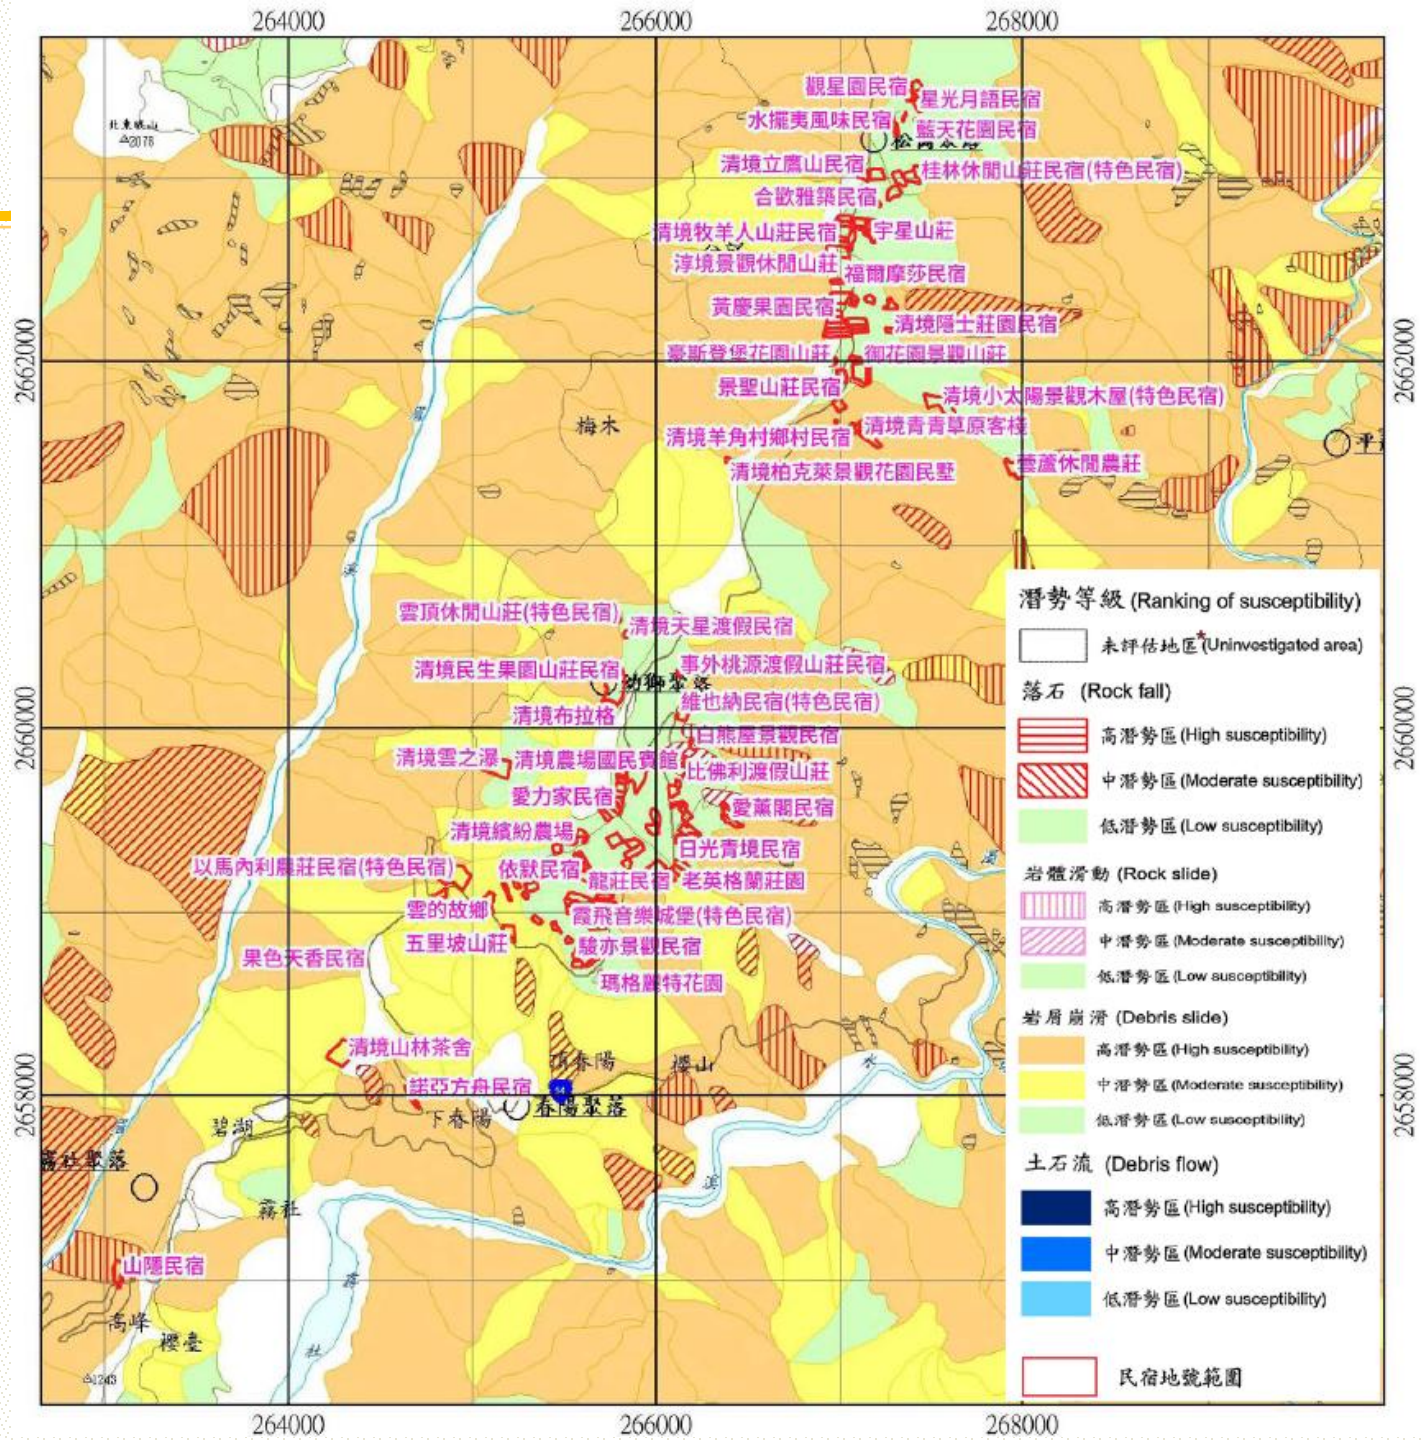 264000 266000 268000
觀星園民宿
星光月語民宿
水擺夷風味民宿
藍天花園民宿
北東眼山
△2078
清境立鷹山民宿
桂林休閒山莊民宿(特色民宿)
合歡雅築民宿
清境牧羊人山莊民宿
宇星山莊
淳境景觀休閒山莊
福爾摩莎民宿
黃慶果園民宿
清境隱士莊園民宿
2662000
2662000
豪斯登堡花園山莊
御花園景觀山莊
景聖山莊民宿
清境小太陽景觀木屋(特色民宿)
梅木
清境羊角村鄉村民宿
清境青青草原客棧
清境柏克萊景觀花園民墅
雲蘆休閒農莊
雲頂休閒山莊(特色民宿)
清境天星渡假民宿
清境民生果園山莊民宿
事外桃源渡假山莊民宿
幼獅聚落
維也納民宿(特色民宿)
清境布拉格
2660000
2660000
白熊屋景觀民宿
清境雲之瀑
清境農場國民賓館
比佛利渡假山莊
愛力家民宿
愛薰閣民宿
清境繽紛農場
日光青境民宿
以馬內利農莊民宿(特色民宿)
依默民宿
龍莊民宿
老英格蘭莊園
雲的故鄉
霞飛音樂城堡(特色民宿)
五里坡山莊
駿亦景觀民宿
果色天香民宿
瑪格麗特花園
清境山林茶舍
頂春陽
櫻山
水
諾亞方舟民宿
14
2658000
2658000
春陽聚落
下春陽
碧湖
霧社聚落
霧社
溪
山隱民宿
霧
高峰
櫻臺
社
△1243
潛勢等級 (Ranking of susceptibility)
未評估地區*(Uninvestigated area)
落石 (Rock fall)
高潛勢區(High susceptibility)
中潛勢區(Moderate susceptibility)
低潛勢區(Low susceptibility)
岩體滑動 (Rock slide)
高潛勢區(High susceptibility)
中潛勢區(Moderate susceptibility)
低潛勢區(Low susceptibility)
岩屑崩滑 (Debris slide)
高潛勢區(High susceptibility)
中潛勢區(Moderate susceptibility)
低潛勢區(Low susceptibility)
土石流 (Debris flow)
高潛勢區(High susceptibility)
中潛勢區(Moderate susceptibility)
低潛勢區(Low susceptibility)
民宿地號範圍
264000 266000 268000